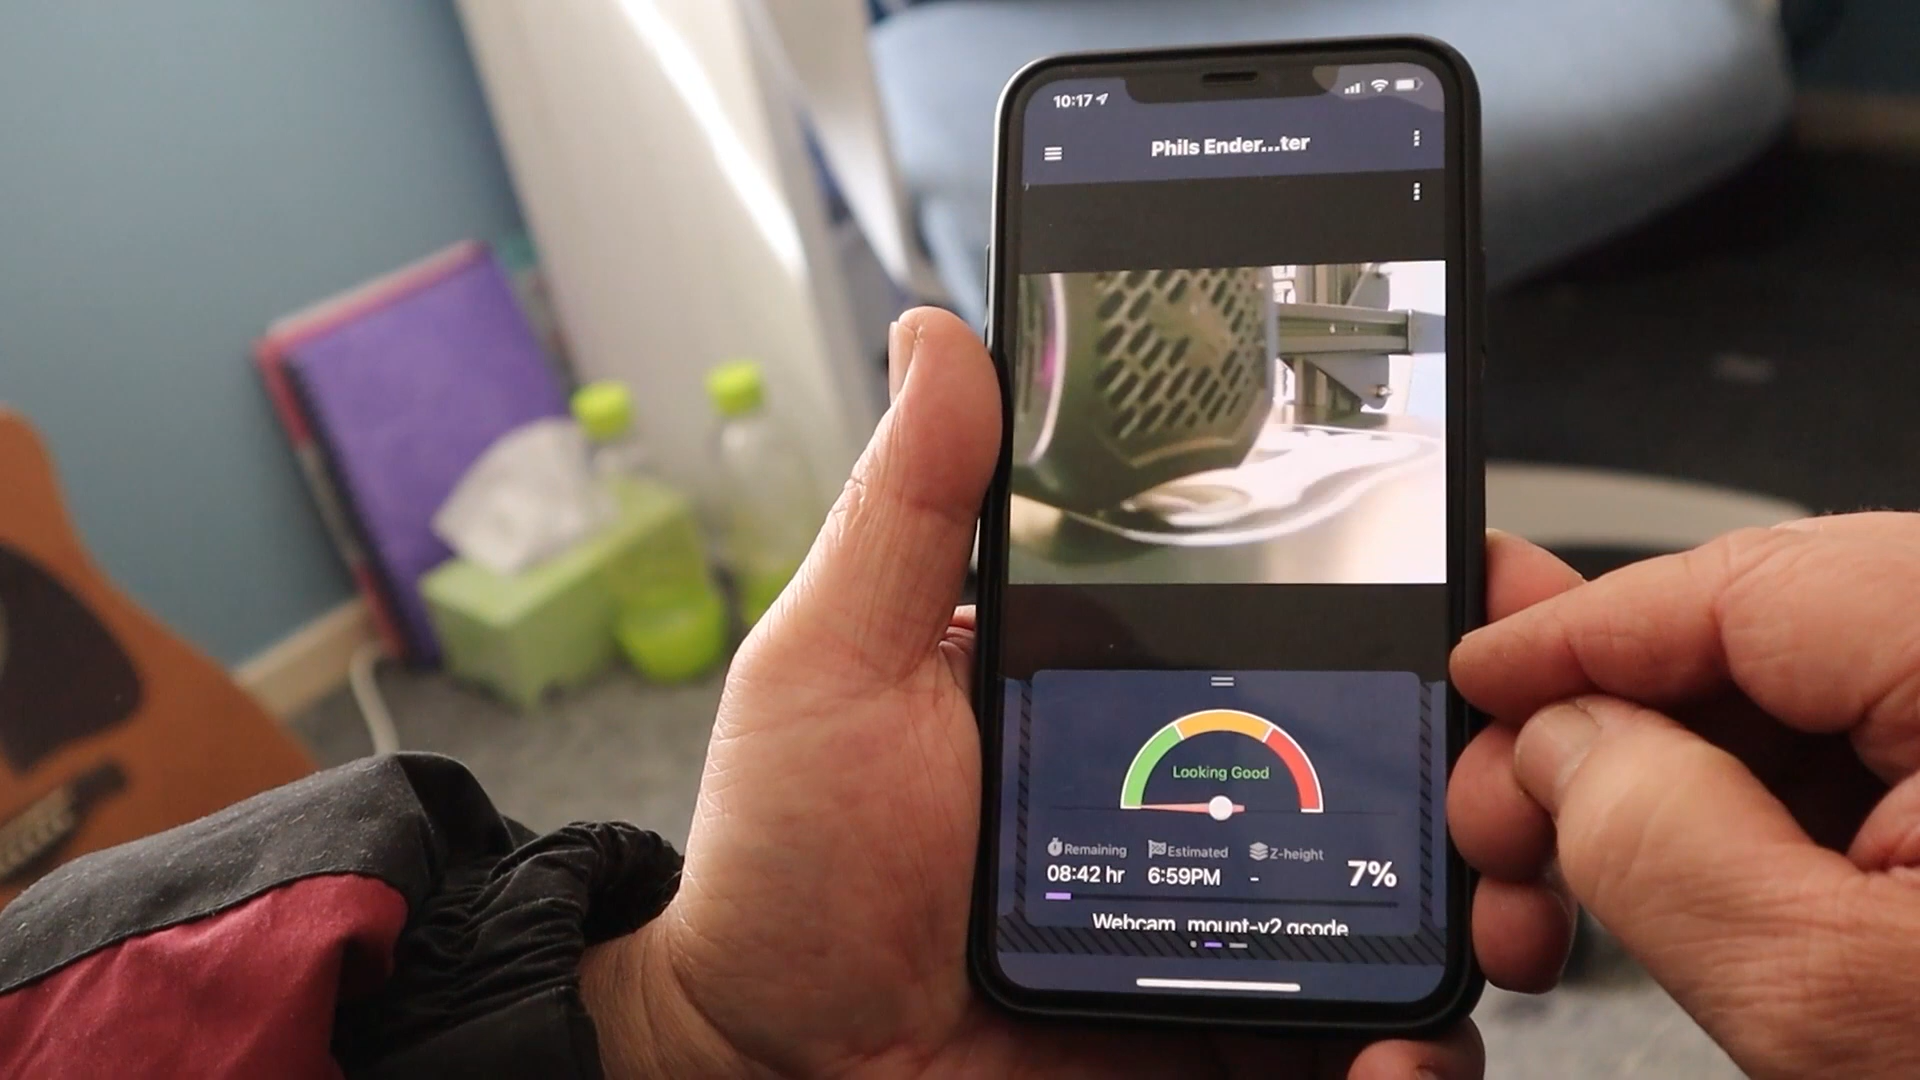 10:17
Phils Ender...ter
Looking Good
Remaining
Estimated
Z-height
08:42 hr
6:59PM
-
7%
Webcam_mount-v2.gcode